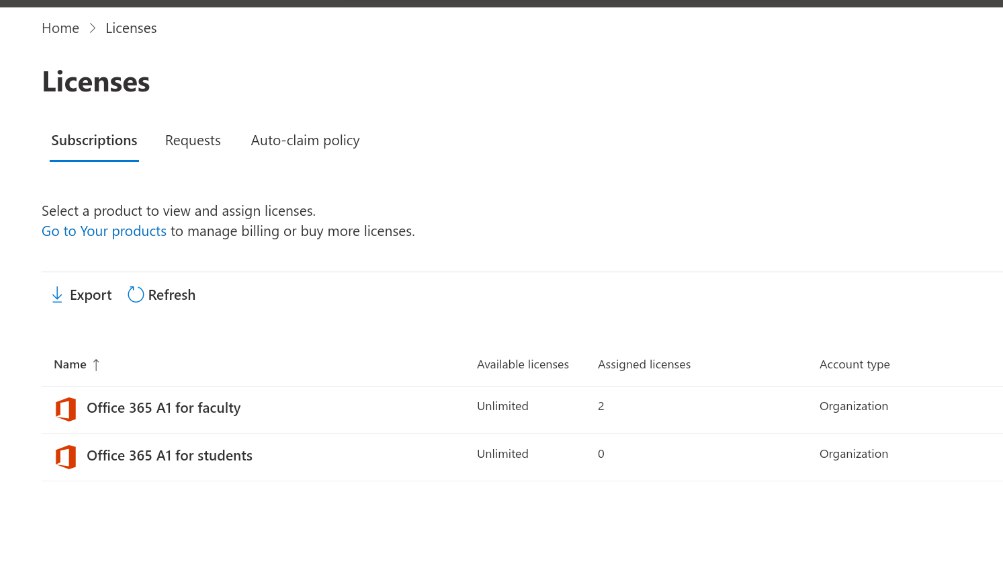 Home > Licenses
Licenses
Subscriptions Requests Auto-claim policy
Select a product to view and assign licenses.
Go to Your products to manage billing or buy more licenses.
Export Refresh
Name ↑ Available licenses Assigned licenses Account type
Office 365 A1 for faculty Unlimited 2 Organization
Office 365 A1 for students Unlimited 0 Organization